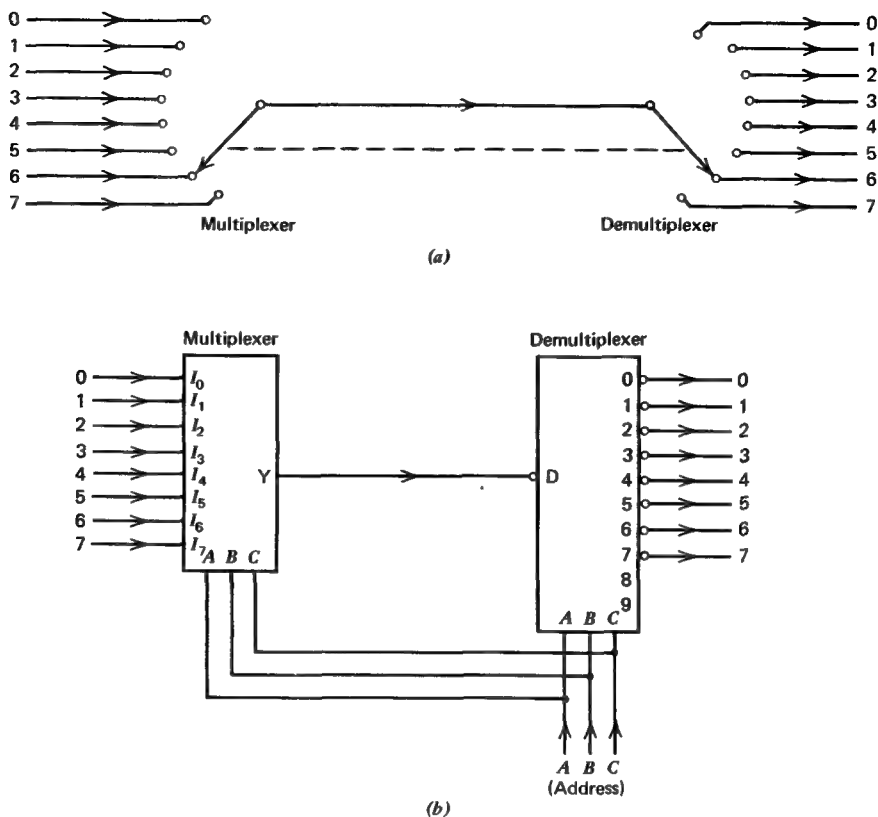 0 0
1 1
2 2
3 3
4 4
5 5
6 6
7 7
Multiplexer Demultiplexer
(a)
Multiplexer Demultiplexer
0 I₀ 0 0
1 I₁ 1 1
2 I₂ 2 2
3 I₃ 3 3
4 I₄ Y D 4 4
5 I₅ 5 5
6 I₆ 6 6
7 I₇ 7 7
A B C 8
9
A B C
A B C
(Address)
(b)